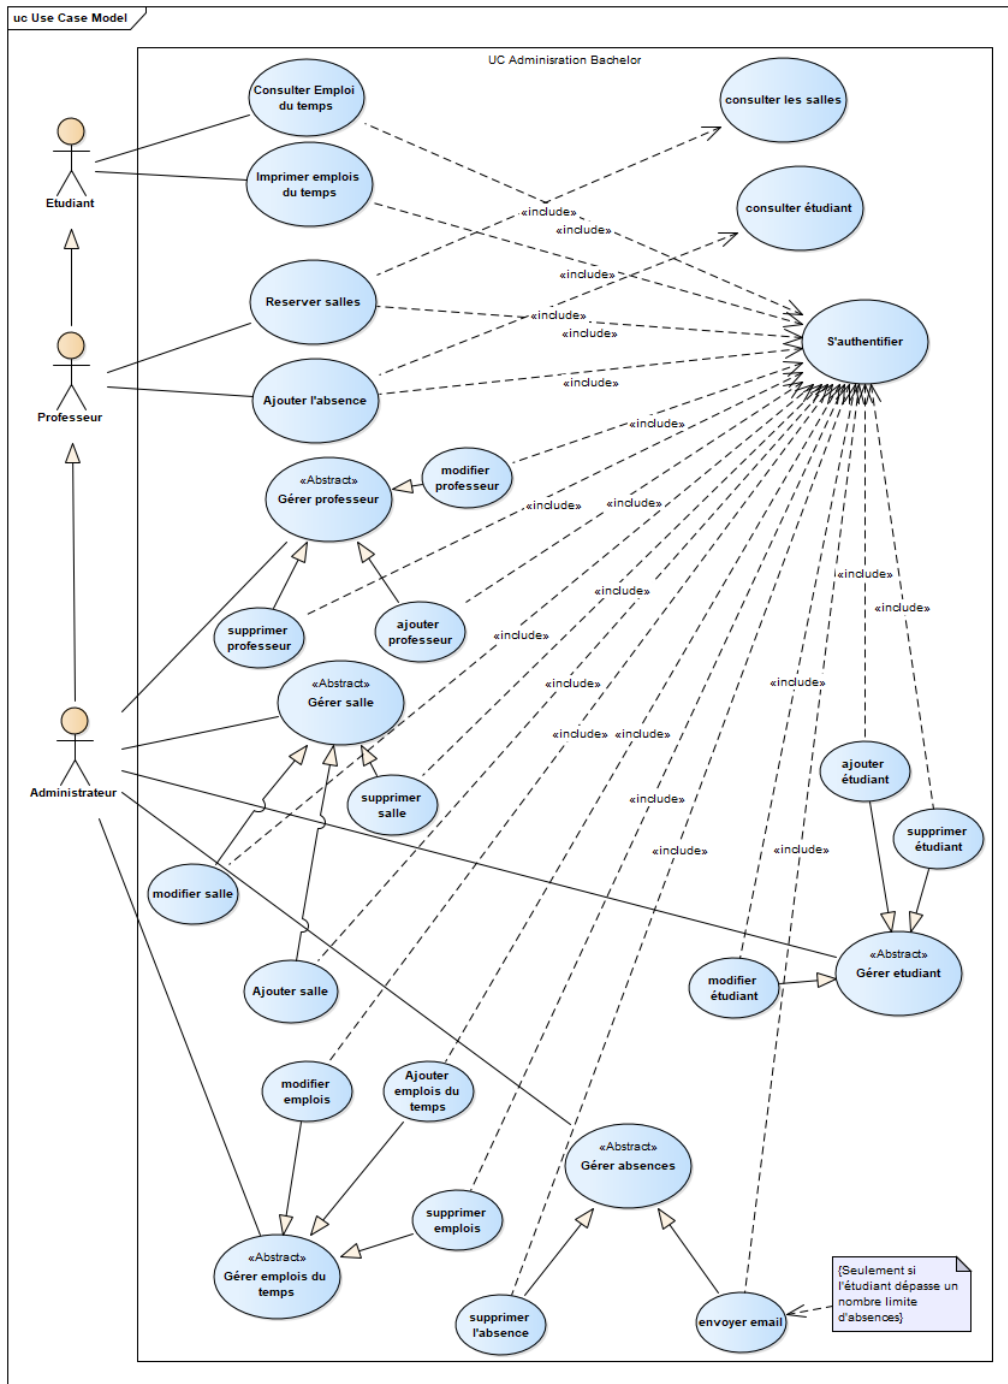 uc Use Case Model
UC Adminisration Bachelor
Consulter Emploi
du temps
consulter les salles
Etudiant
Imprimer emplois
du temps
consulter étudiant
«include»
«include»
«include»
Reserver salles
«include»
«include»
S'authentifier
Professeur
Ajouter l'absence
«include»
«include»
«Abstract»
Gérer professeur
modifier
professeur
«include»
«include»
«include»
«include»
supprimer
professeur
ajouter
professeur
«include»
«include»
«Abstract»
Gérer salle
«include»
«include»
«include»
«include»
«include»
Administrateur
supprimer
salle
ajouter
étudiant
«include»
supprimer
étudiant
«include»
«include»
modifier salle
«Abstract»
Gérer etudiant
Ajouter salle
modifier
étudiant
modifier
emplois
Ajouter
emplois du
temps
«Abstract»
Gérer absences
supprimer
emplois
«Abstract»
Gérer emplois du
temps
{Seulement si
l'étudiant dépasse un
nombre limite
d'absences}
supprimer
l'absence
envoyer email